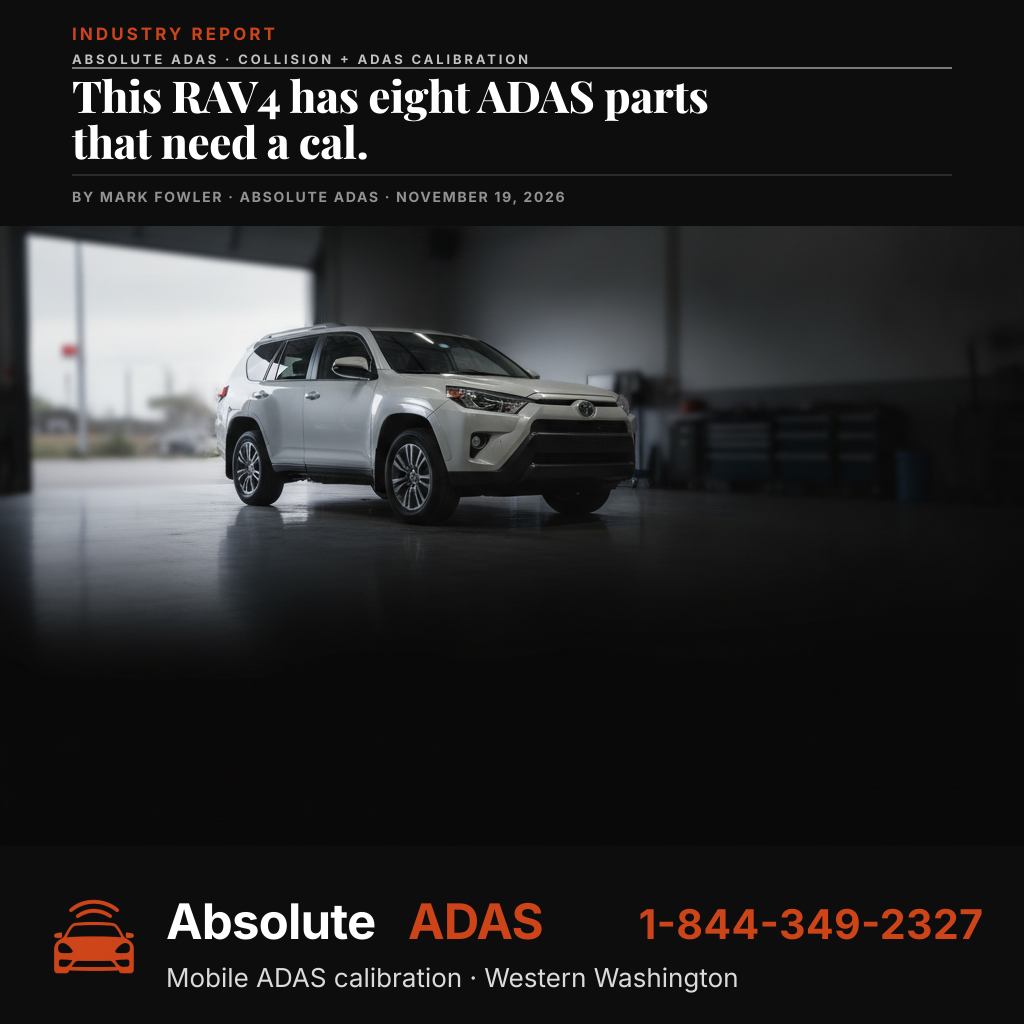 INDUSTRY REPORT
ABSOLUTE ADAS · COLLISION + ADAS CALIBRATION
This RAV4 has eight ADAS parts
that need a cal.
BY MARK FOWLER · ABSOLUTE ADAS · NOVEMBER 19, 2026
Absolute ADAS 1-844-349-2327
Mobile ADAS calibration · Western Washington